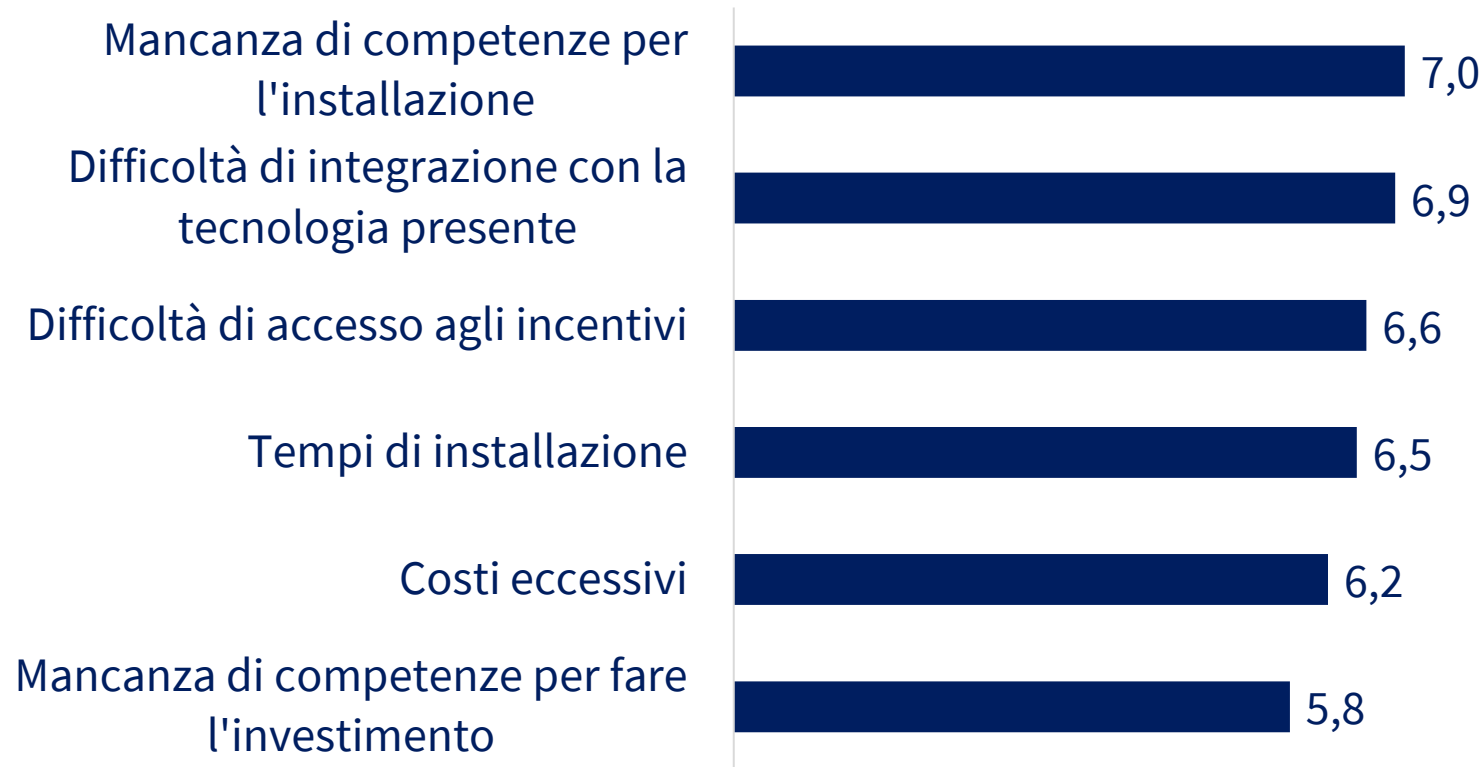 Mancanza di competenze per
l'installazione
7,0
Difficoltà di integrazione con la
tecnologia presente
6,9
Difficoltà di accesso agli incentivi
6,6
Tempi di installazione
6,5
Costi eccessivi
6,2
Mancanza di competenze per fare
l'investimento
5,8